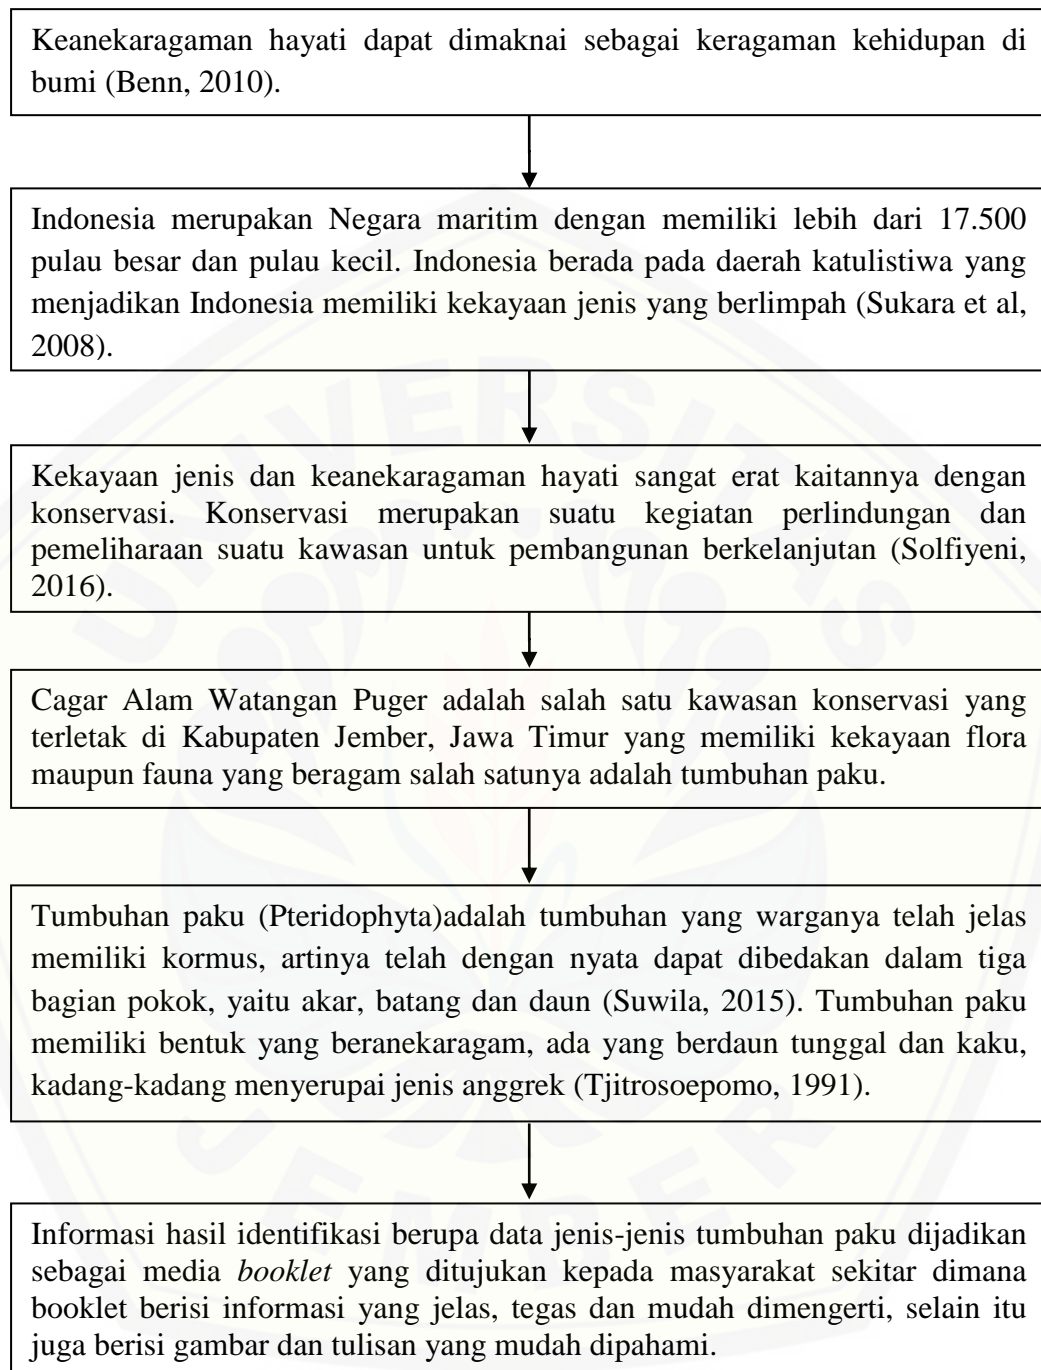 Keanekaragaman hayati dapat dimaknai sebagai keragaman kehidupan di
bumi (Benn, 2010).
Indonesia merupakan Negara maritim dengan memiliki lebih dari 17.500
pulau besar dan pulau kecil. Indonesia berada pada daerah katulistiwa yang
menjadikan Indonesia memiliki kekayaan jenis yang berlimpah (Sukara et al,
2008).
Kekayaan jenis dan keanekaragaman hayati sangat erat kaitannya dengan
konservasi. Konservasi merupakan suatu kegiatan perlindungan dan
pemeliharaan suatu kawasan untuk pembangunan berkelanjutan (Solfiyeni,
2016).
Cagar Alam Watangan Puger adalah salah satu kawasan konservasi yang
terletak di Kabupaten Jember, Jawa Timur yang memiliki kekayaan flora
maupun fauna yang beragam salah satunya adalah tumbuhan paku.
Tumbuhan paku (Pteridophyta)adalah tumbuhan yang warganya telah jelas
memiliki kormus, artinya telah dengan nyata dapat dibedakan dalam tiga
bagian pokok, yaitu akar, batang dan daun (Suwila, 2015). Tumbuhan paku
memiliki bentuk yang beranekaragam, ada yang berdaun tunggal dan kaku,
kadang-kadang menyerupai jenis anggrek (Tjitrosoepomo, 1991).
Informasi hasil identifikasi berupa data jenis-jenis tumbuhan paku dijadikan
sebagai media booklet yang ditujukan kepada masyarakat sekitar dimana
booklet berisi informasi yang jelas, tegas dan mudah dimengerti, selain itu
juga berisi gambar dan tulisan yang mudah dipahami.
UNIVERSITAS
JEMBER